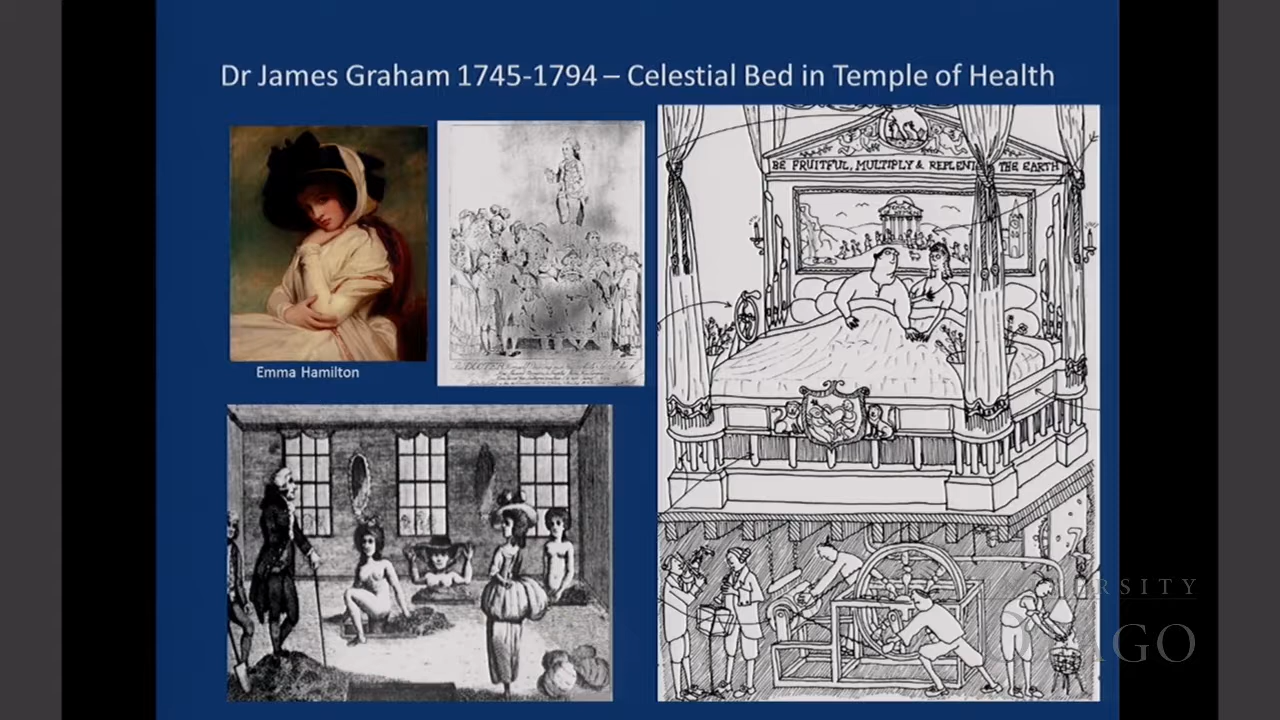 Dr James Graham 1745-1794 – Celestial Bed in Temple of Health
BE FRUITFUL, MULTIPLY & REPLENI THE EARTH
Emma Hamilton
RSITY
AGO